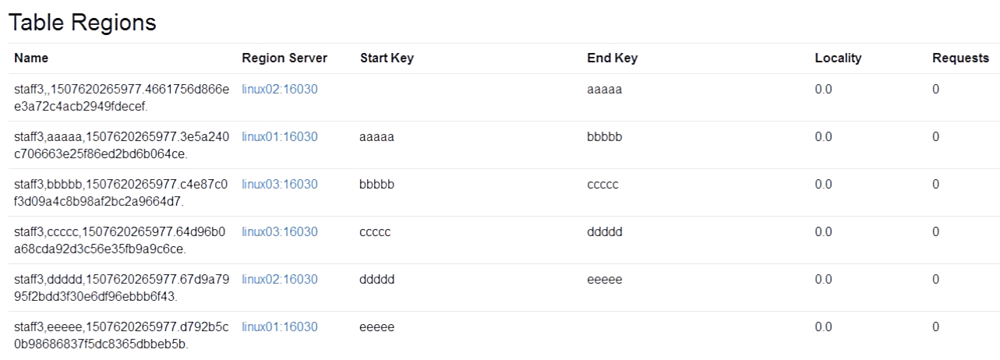 Table Regions
Name Region Server Start Key End Key Locality Requests
staff3,,1507620265977.4661756d866e linux02:16030 aaaaa 0.0 0
e3a72c4acb2949fdecef.
staff3,aaaaa,1507620265977.3e5a240 linux01:16030 aaaaa bbbbb 0.0 0
c706663e25f86ed2bd6b064ce.
staff3,bbbbb,1507620265977.c4e87c0 linux03:16030 bbbbb ccccc 0.0 0
f3d09a4c8b98af2bc2a9664d7.
staff3,ccccc,1507620265977.64d96b0 linux03:16030 ccccc ddddd 0.0 0
a68cda92d3c56e35fb9a9c6ce.
staff3,ddddd,1507620265977.67d9a79 linux02:16030 ddddd eeeee 0.0 0
95f2bdd3f30e6df96ebbb6f43.
staff3,eeeee,1507620265977.d792b5c linux01:16030 eeeee 0.0 0
0b98686837f5dc8365dbbeb5b.